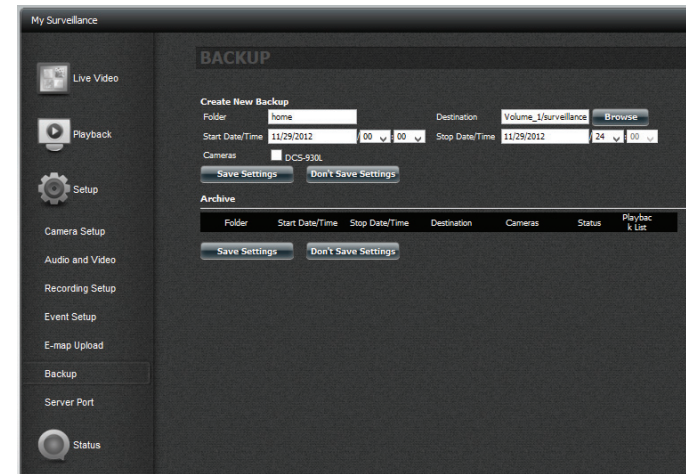 My Surveillance
Live Video
Playback
Setup
Camera Setup
Audio and Video
Recording Setup
Event Setup
E-map Upload
Backup
Server Port
Status
BACKUP
Create New Backup
Folder home Destination Volume_1/surveillance Browse
Start Date/Time 11/29/2012 / 00 : 00 Stop Date/Time 11/29/2012 / 24 : 00
Cameras DCS-930L
Save Settings Don't Save Settings
Archive
Folder Start Date/Time Stop Date/Time Destination Cameras Status Playbac
k List
Save Settings Don't Save Settings